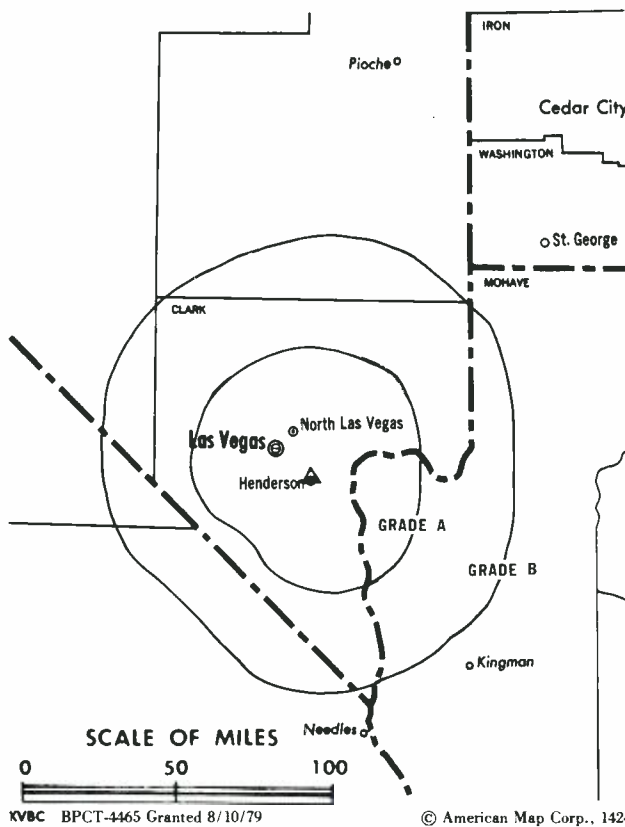 IRON
Pioche
Cedar City
WASHINGTON
St. George
MOHAVE
CLARK
North Las Vegas
Las Vegas
Henderson
GRADE A
GRADE B
Kingman
Needles
SCALE OF MILES
0 50 100
KVBC BPCT-4465 Granted 8/10/79
© American Map Corp., 1424